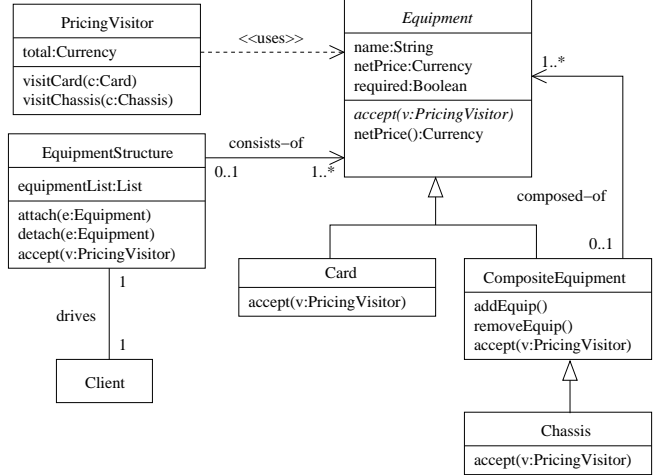 PricingVisitor
total:Currency
visitCard(c:Card)
visitChassis(c:Chassis)
<<uses>>
Equipment
name:String
netPrice:Currency
required:Boolean
accept(v:PricingVisitor)
netPrice():Currency
1..*
composed−of
0..1
EquipmentStructure
equipmentList:List
attach(e:Equipment)
detach(e:Equipment)
accept(v:PricingVisitor)
consists−of
0..1
1..*
1
drives
1
Client
Card
accept(v:PricingVisitor)
CompositeEquipment
addEquip()
removeEquip()
accept(v:PricingVisitor)
Chassis
accept(v:PricingVisitor)